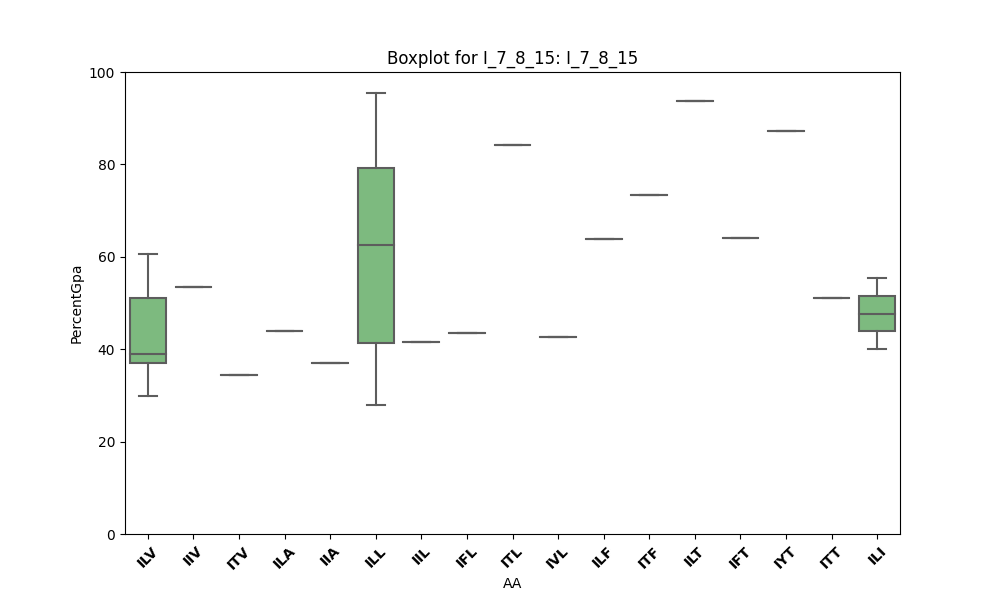 Boxplot for I_7_8_15: I_7_8_15
PercentGpa
100
80
60
40
20
0
ILV IIV ITV ILA IIA ILL IIL IFL ITL IVL ILF ITF ILT IFT IYT ITT ILI
AA